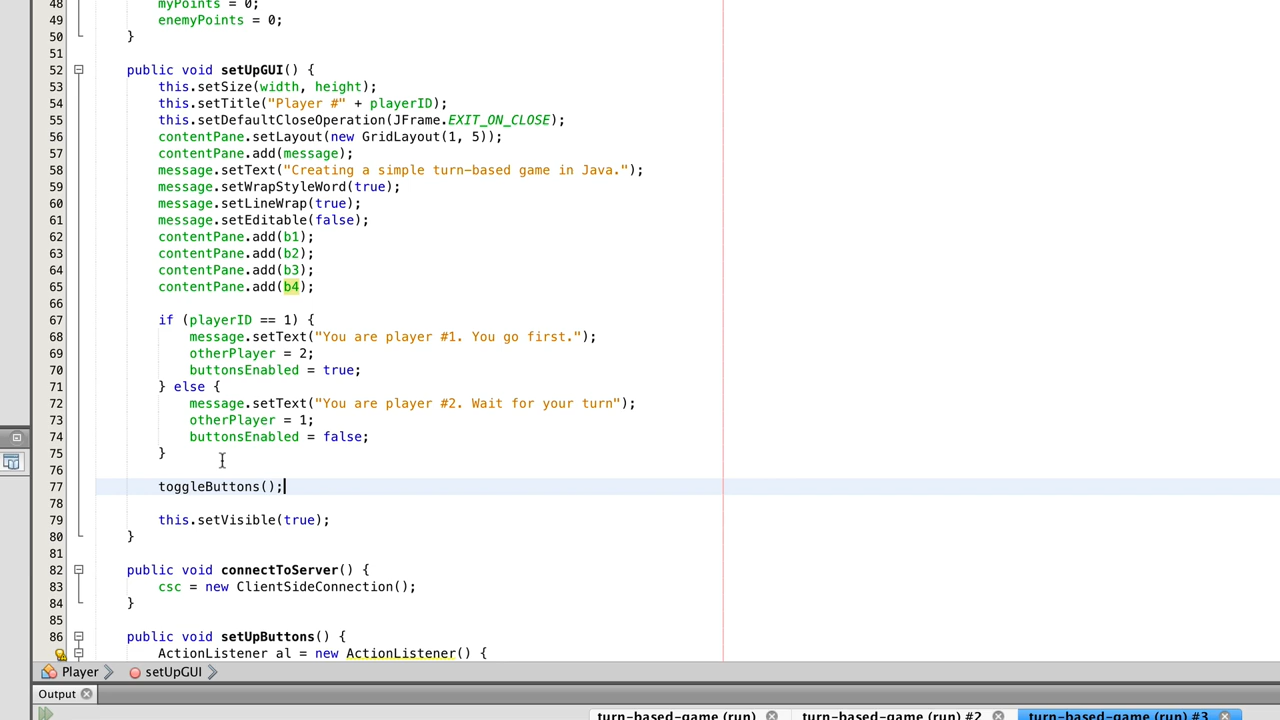 48 myPoints = 0;
49 enemyPoints = 0;
50 }
51
52 public void setUpGUI() {
53 this.setSize(width, height);
54 this.setTitle("Player #" + playerID);
55 this.setDefaultCloseOperation(JFrame.EXIT_ON_CLOSE);
56 contentPane.setLayout(new GridLayout(1, 5));
57 contentPane.add(message);
58 message.setText("Creating a simple turn-based game in Java.");
59 message.setWrapStyleWord(true);
60 message.setLineWrap(true);
61 message.setEditable(false);
62 contentPane.add(b1);
63 contentPane.add(b2);
64 contentPane.add(b3);
65 contentPane.add(b4);
66
67 if (playerID == 1) {
68 message.setText("You are player #1. You go first.");
69 otherPlayer = 2;
70 buttonsEnabled = true;
71 } else {
72 message.setText("You are player #2. Wait for your turn");
73 otherPlayer = 1;
74 buttonsEnabled = false;
75 }
76
77 toggleButtons();
78
79 this.setVisible(true);
80 }
81
82 public void connectToServer() {
83 csc = new ClientSideConnection();
84 }
85
86 public void setUpButtons() {
ActionListener al = new ActionListener() {
Player setUpGUI
Output
turn-based-game (run) turn-based-game (run) #2 turn-based-game (run) #3